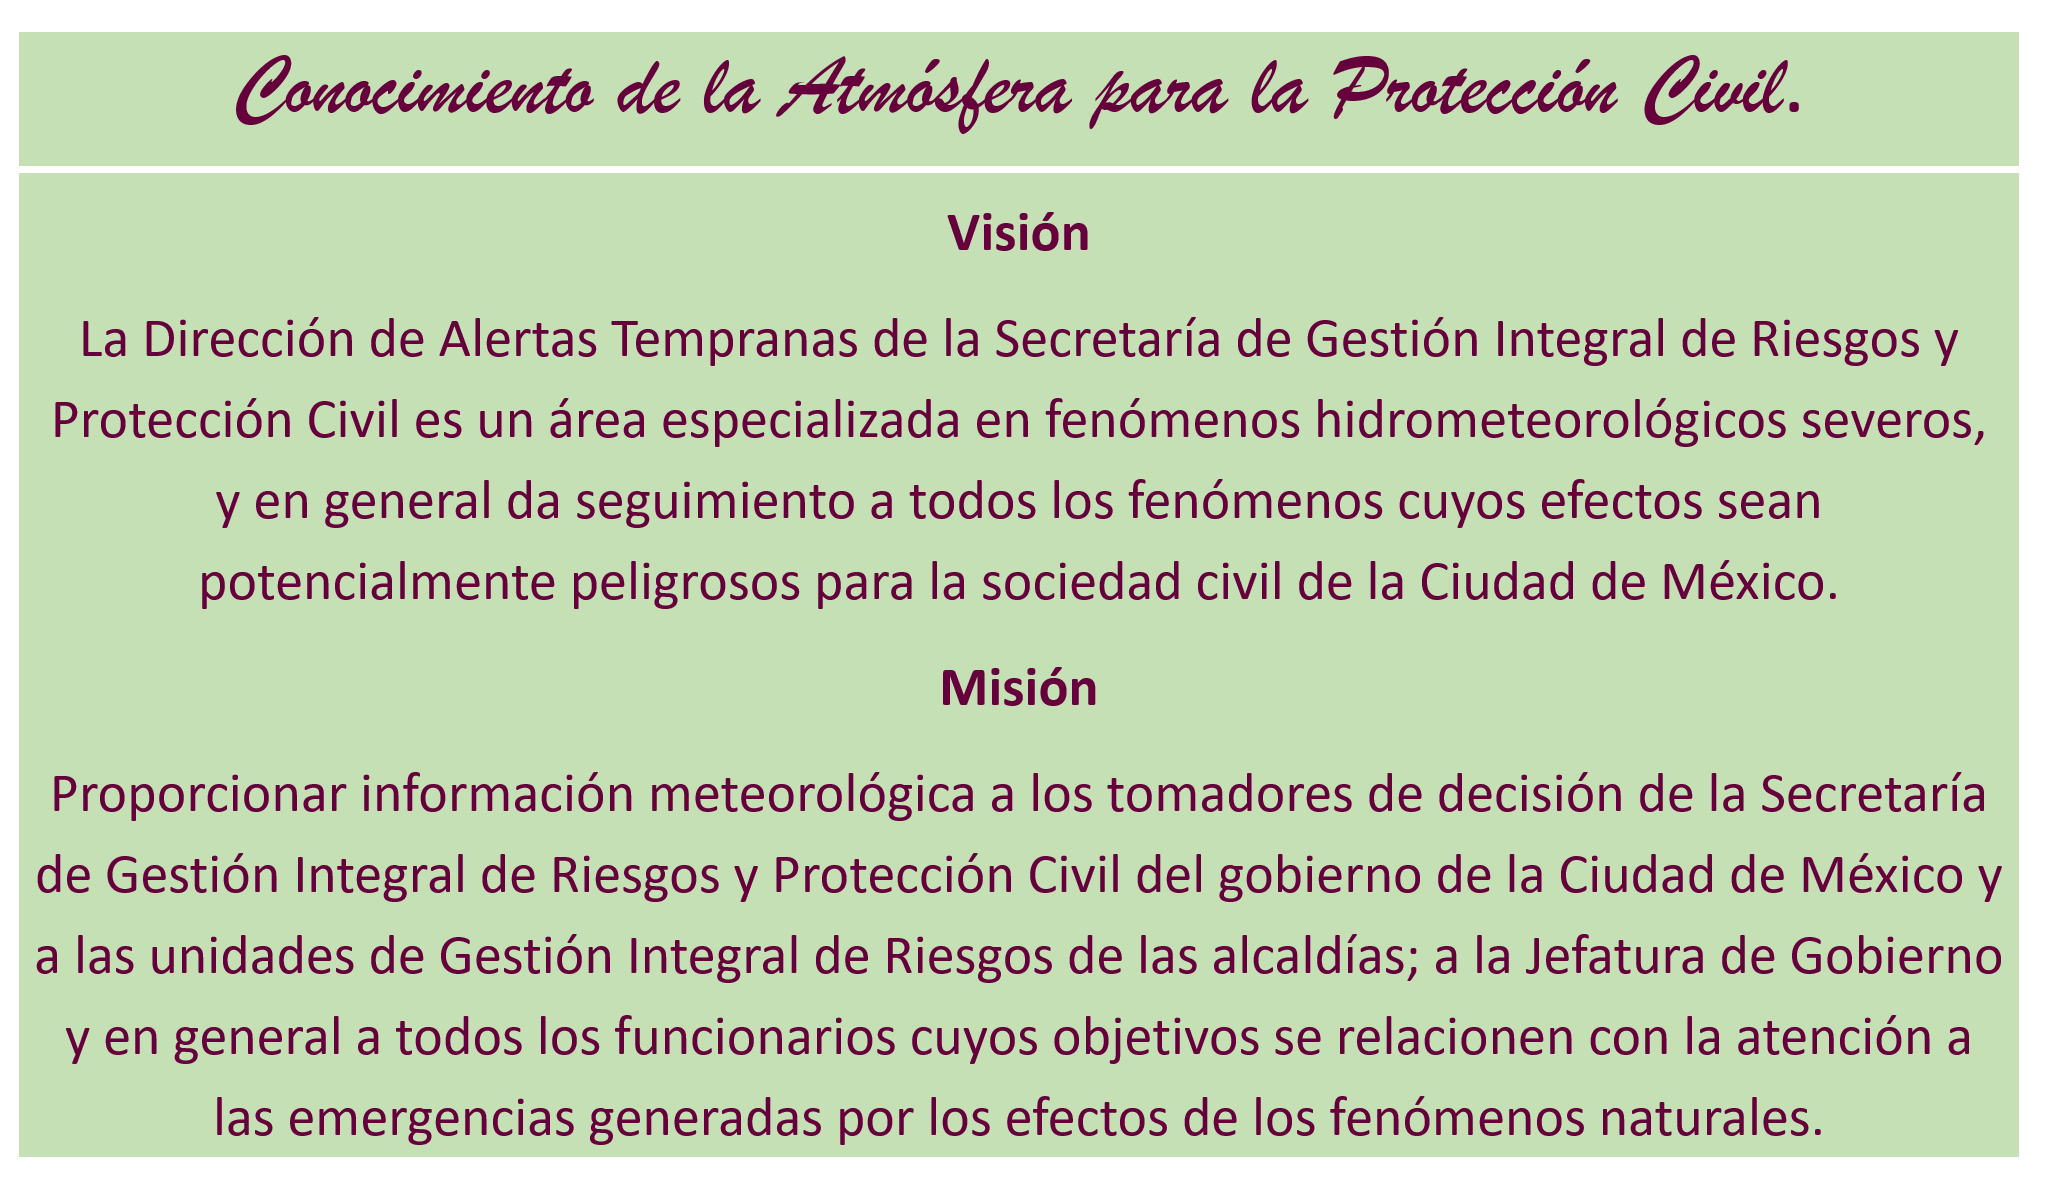 Conocimiento de la Atmósfera para la Protección Civil.
Visión
La Dirección de Alertas Tempranas de la Secretaría de Gestión Integral de Riesgos y
Protección Civil es un área especializada en fenómenos hidrometeorológicos severos,
y en general da seguimiento a todos los fenómenos cuyos efectos sean
potencialmente peligrosos para la sociedad civil de la Ciudad de México.
Misión
Proporcionar información meteorológica a los tomadores de decisión de la Secretaría
de Gestión Integral de Riesgos y Protección Civil del gobierno de la Ciudad de México y
a las unidades de Gestión Integral de Riesgos de las alcaldías; a la Jefatura de Gobierno
y en general a todos los funcionarios cuyos objetivos se relacionen con la atención a
las emergencias generadas por los efectos de los fenómenos naturales.